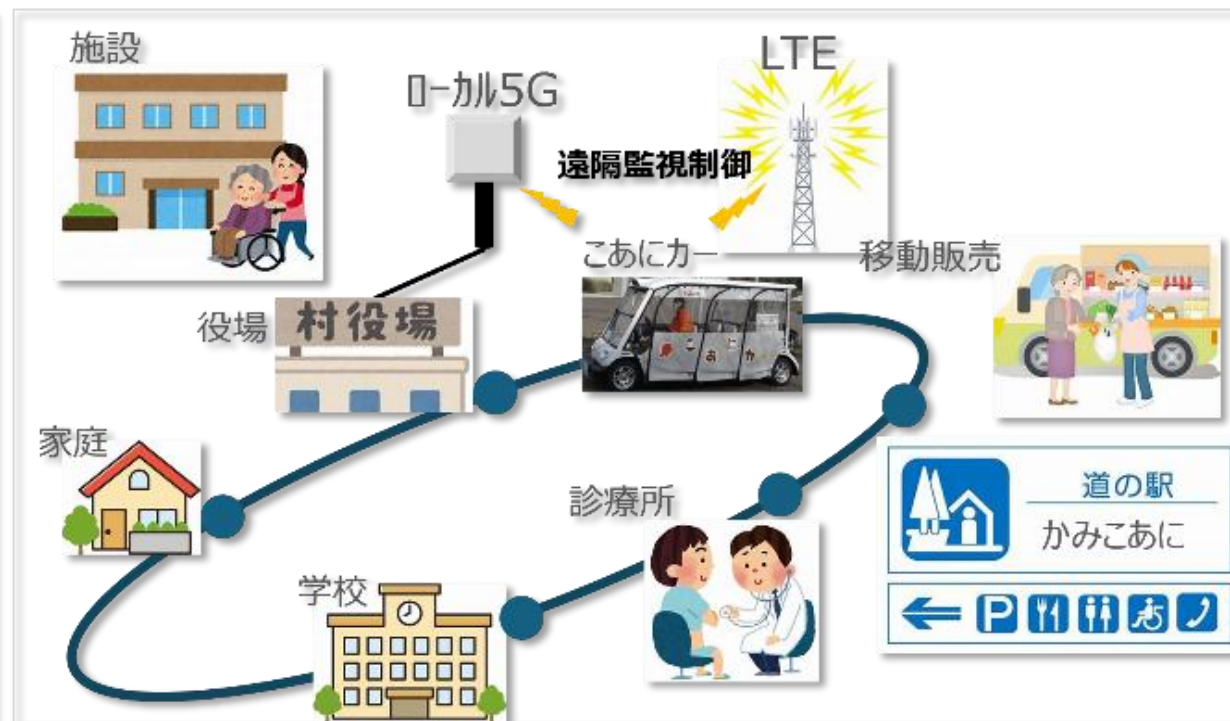 施設
ﾛｰｶﾙ5G
LTE
遠隔監視制御
こあにカー
移動販売
役場
村役場
家庭
診療所
道の駅
かみこあに
学校
P